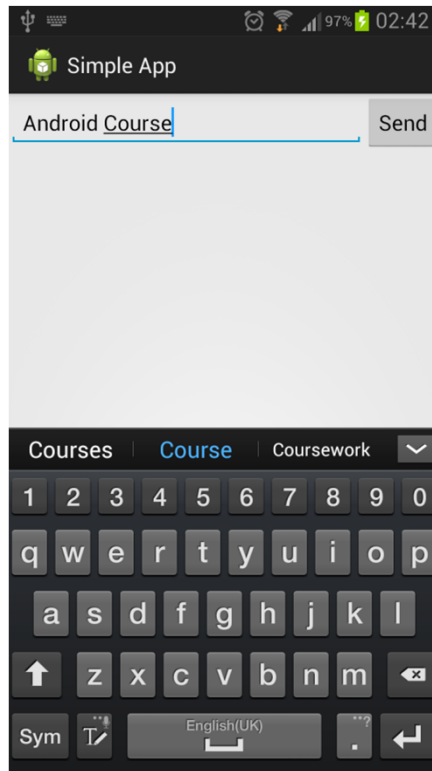 97% 02:42
Simple App
Android Course Send
Courses Course Coursework
1 2 3 4 5 6 7 8 9 0
q w e r t y u i o p
a s d f g h j k l
z x c v b n m
Sym T English(UK) . ...?